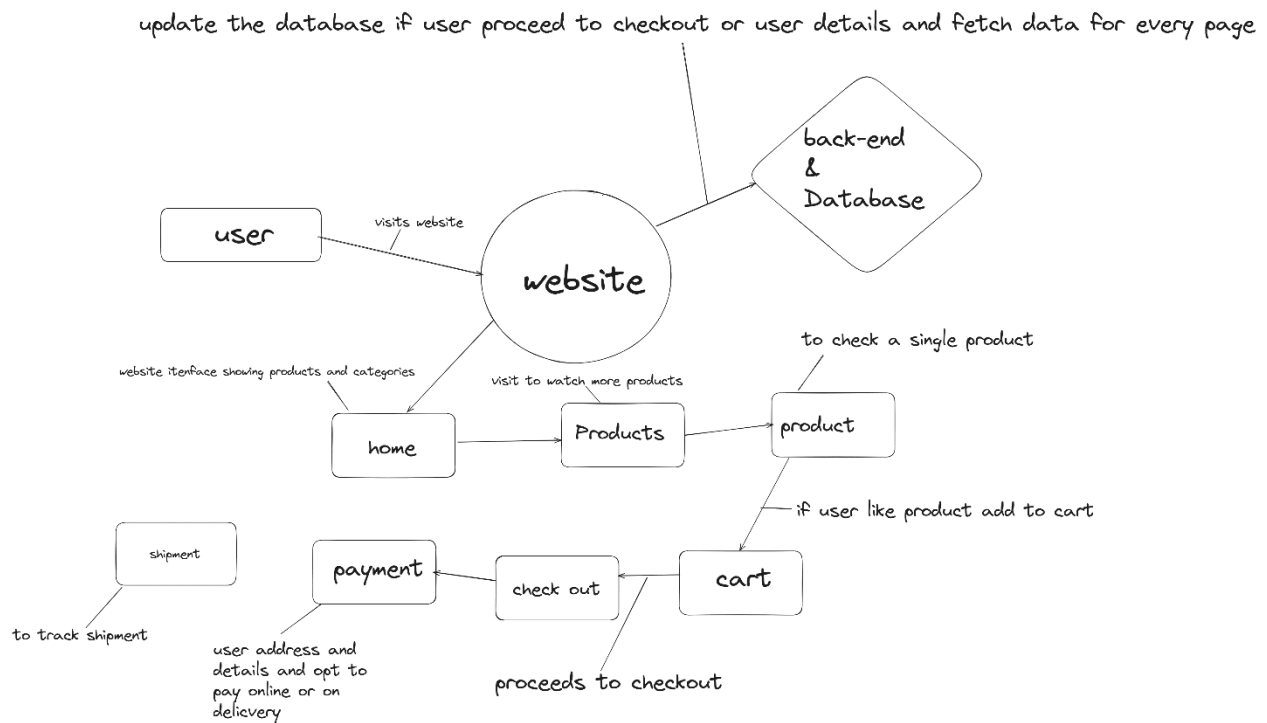 update the database if user proceed to checkout or user details and fetch data for every page
back-end
&
Database
visits website
user
website
to check a single product
website itenface showing products and categories
visit to watch more products
home
Products
product
if user like product add to cart
shipment
payment
check out
cart
to track shipment
user address and
details and opt to
pay online or on
delicvery
proceeds to checkout